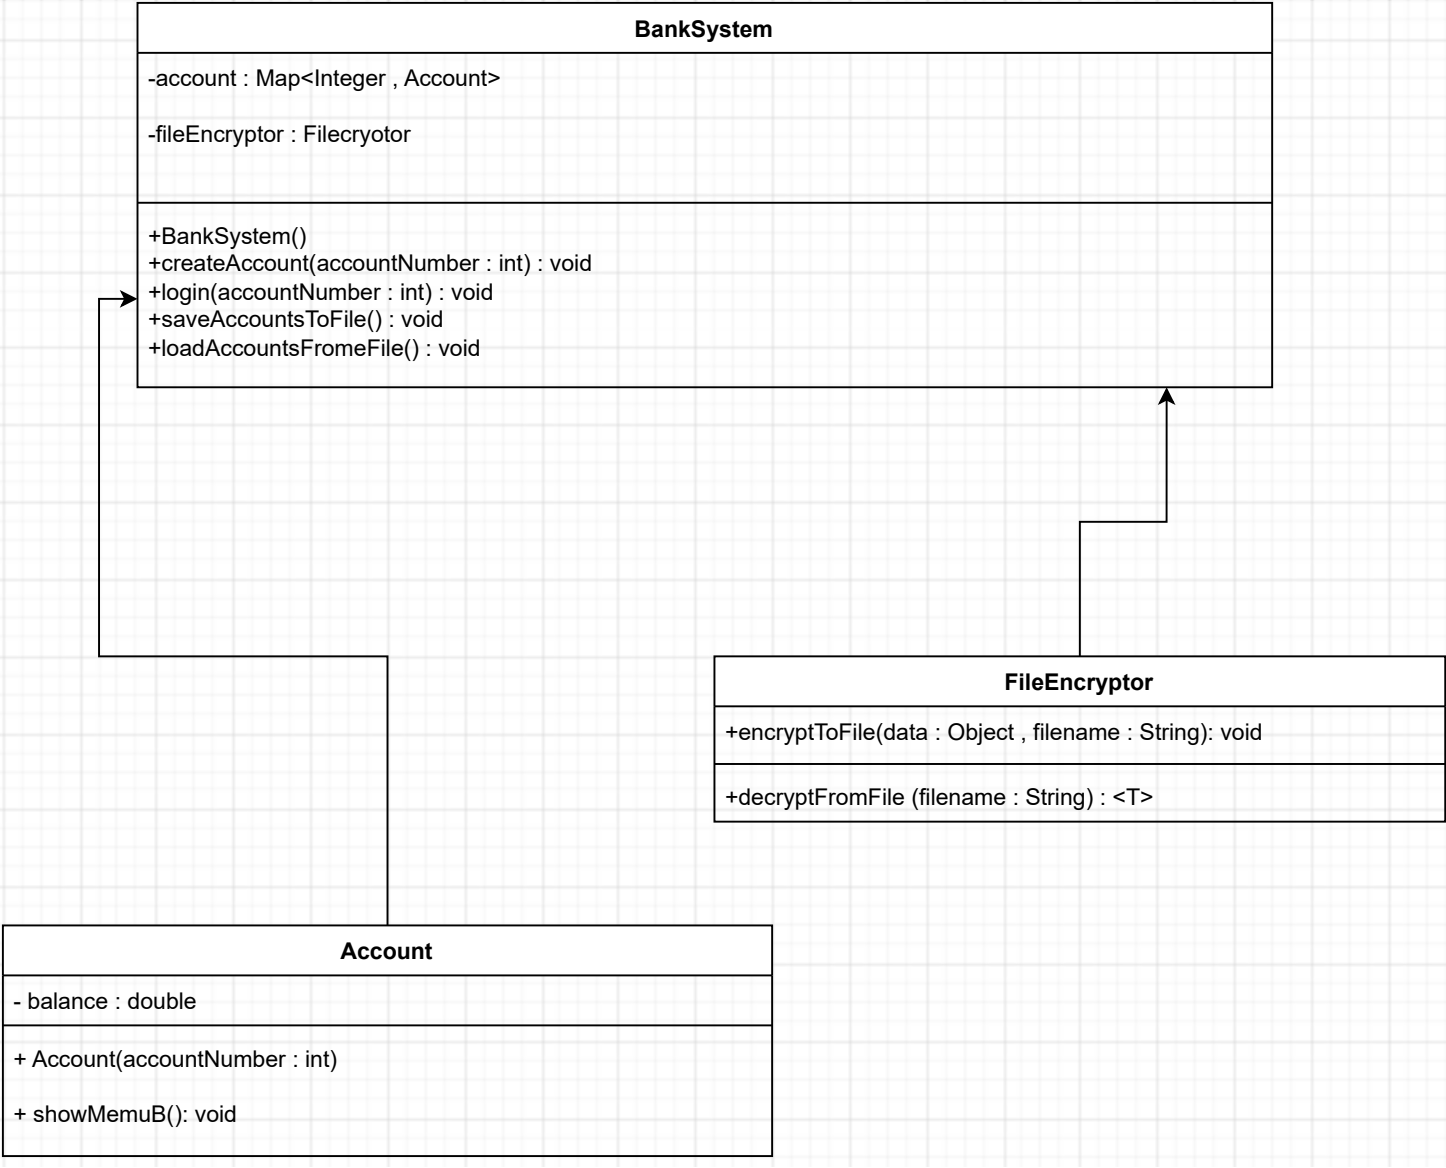 BankSystem
-account : Map<Integer , Account>
-fileEncryptor : Filecryotor
+BankSystem()
+createAccount(accountNumber : int) : void
+login(accountNumber : int) : void
+saveAccountsToFile() : void
+loadAccountsFromeFile() : void
FileEncryptor
+encryptToFile(data : Object , filename : String): void
+decryptFromFile (filename : String) : <T>
Account
- balance : double
+ Account(accountNumber : int)
+ showMemuB(): void